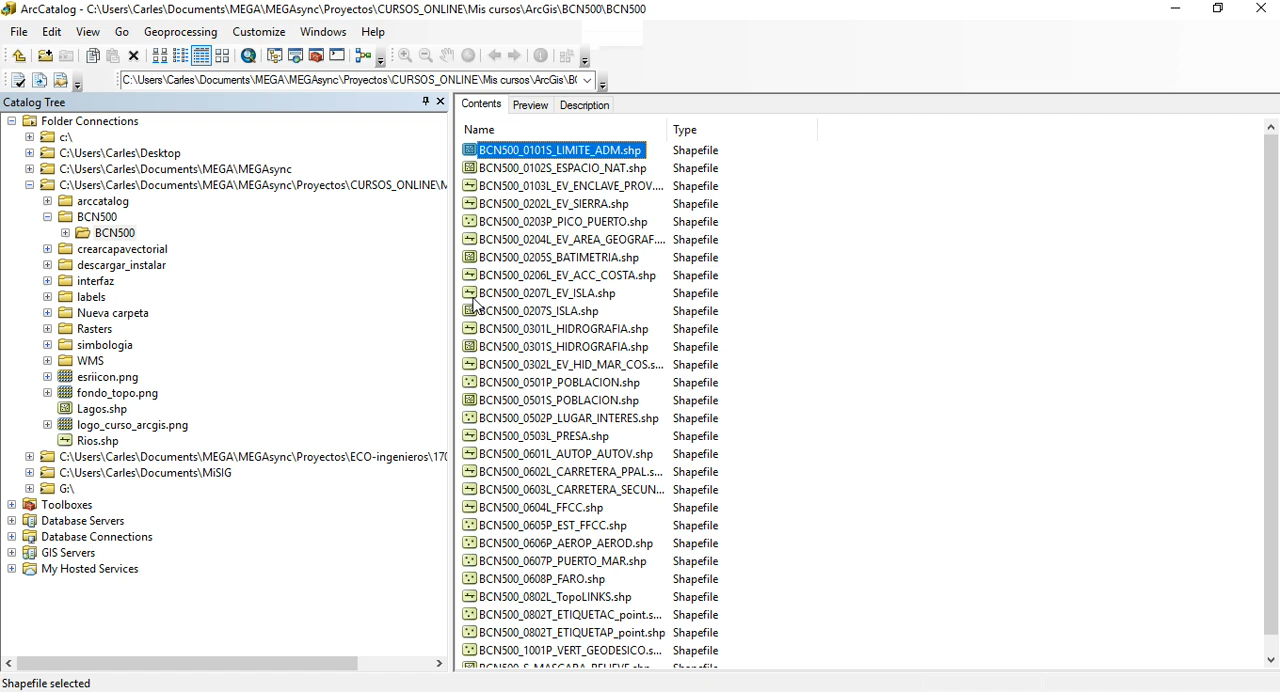 ArcCatalog - C:\Users\Carles\Documents\MEGA\MEGAsync\Proyectos\CURSOS_ONLINE\Mis cursos\ArcGis\BCN500\BCN500
File Edit View Go Geoprocessing Customize Windows Help
C:\Users\Carles\Documents\MEGA\MEGAsync\Proyectos\CURSOS_ONLINE\Mis cursos\ArcGis\B(
Catalog Tree
Folder Connections
c:\
C:\Users\Carles\Desktop
C:\Users\Carles\Documents\MEGA\MEGAsync
C:\Users\Carles\Documents\MEGA\MEGAsync\Proyectos\CURSOS_ONLINE\M
arccatalog
BCN500
BCN500
crearcapavectorial
descargar_instalar
interfaz
labels
Nueva carpeta
Rasters
simbologia
WMS
esriicon.png
fondo_topo.png
Lagos.shp
logo_curso_arcgis.png
Rios.shp
C:\Users\Carles\Documents\MEGA\MEGAsync\Proyectos\ECO-ingenieros\170
C:\Users\Carles\Documents\MiSIG
G:\
Toolboxes
Database Servers
Database Connections
GIS Servers
My Hosted Services
Contents Preview Description
Name Type
BCN500_0101S_LIMITE_ADM.shp Shapefile
BCN500_0102S_ESPACIO_NAT.shp Shapefile
BCN500_0103L_EV_ENCLAVE_PROV.... Shapefile
BCN500_0202L_EV_SIERRA.shp Shapefile
BCN500_0203P_PICO_PUERTO.shp Shapefile
BCN500_0204L_EV_AREA_GEOGRAF.... Shapefile
BCN500_0205S_BATIMETRIA.shp Shapefile
BCN500_0206L_EV_ACC_COSTA.shp Shapefile
BCN500_0207L_EV_ISLA.shp Shapefile
BCN500_0207S_ISLA.shp Shapefile
BCN500_0301L_HIDROGRAFIA.shp Shapefile
BCN500_0301S_HIDROGRAFIA.shp Shapefile
BCN500_0302L_EV_HID_MAR_COS.s... Shapefile
BCN500_0501P_POBLACION.shp Shapefile
BCN500_0501S_POBLACION.shp Shapefile
BCN500_0502P_LUGAR_INTERES.shp Shapefile
BCN500_0503L_PRESA.shp Shapefile
BCN500_0601L_AUTOP_AUTOV.shp Shapefile
BCN500_0602L_CARRETERA_PPAL.s... Shapefile
BCN500_0603L_CARRETERA_SECUN... Shapefile
BCN500_0604L_FFCC.shp Shapefile
BCN500_0605P_EST_FFCC.shp Shapefile
BCN500_0606P_AEROP_AEROD.shp Shapefile
BCN500_0607P_PUERTO_MAR.shp Shapefile
BCN500_0608P_FARO.shp Shapefile
BCN500_0802L_TopoLINKS.shp Shapefile
BCN500_0802T_ETIQUETAC_point.s... Shapefile
BCN500_0802T_ETIQUETAP_point.shp Shapefile
BCN500_1001P_VERT_GEODESICO.s... Shapefile
BCN500_S_MASCARA_RELIEVE.shp Shapefile
Shapefile selected